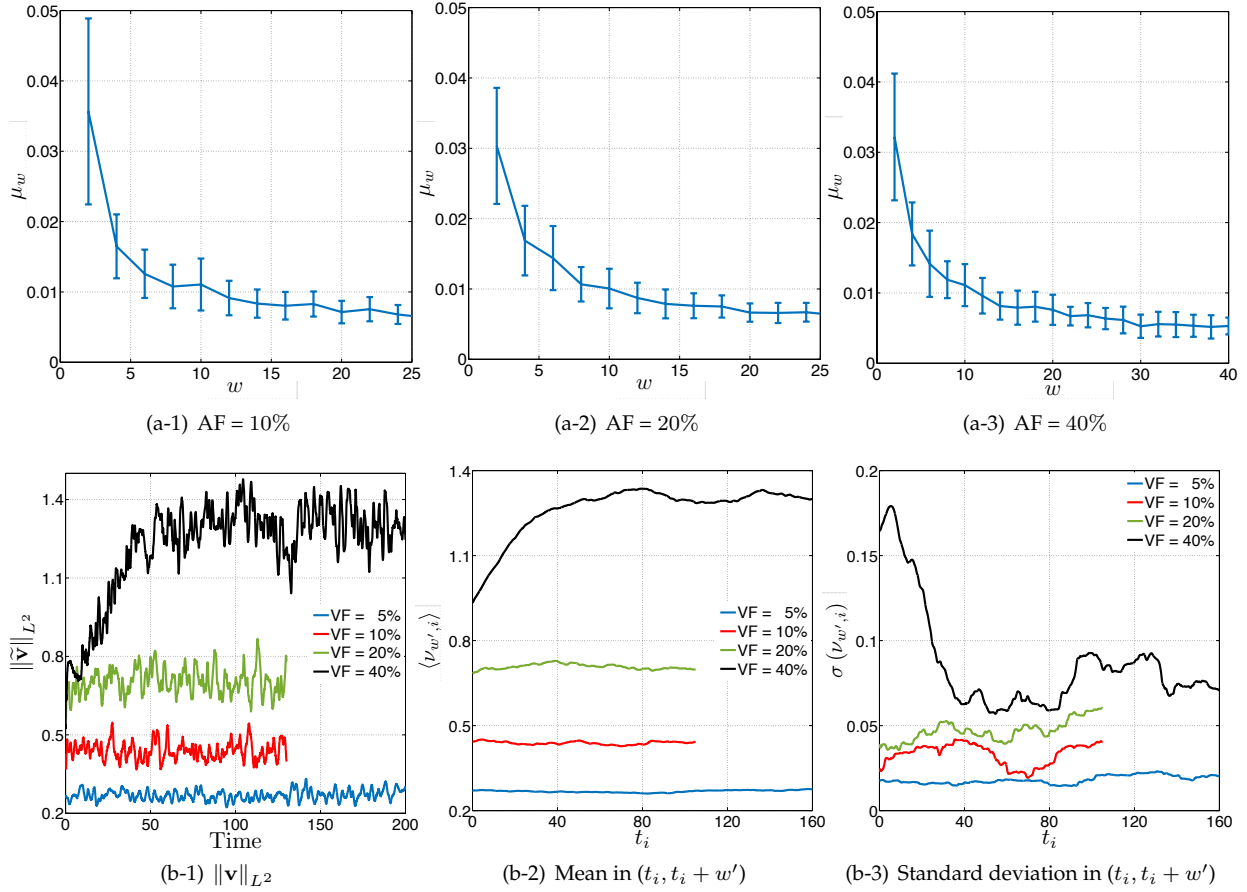 0.05
0.04
0.03
0.02
0.01
0
μ_w
0 5 10 15 20 25
w
(a-1) AF = 10%
0.05
0.04
0.03
0.02
0.01
0
μ_w
0 5 10 15 20 25
w
(a-2) AF = 20%
0.05
0.04
0.03
0.02
0.01
0
μ_w
0 10 20 30 40
w
(a-3) AF = 40%
1.4
1.1
0.8
0.5
0.2
‖ṽ‖_{L²}
VF = 5%
VF = 10%
VF = 20%
VF = 40%
0 50 100 150 200
Time
(b-1) ‖v‖_{L²}
1.4
1.1
0.8
0.5
0.2
⟨ν_{w′,i}⟩
VF = 5%
VF = 10%
VF = 20%
VF = 40%
0 40 80 120 160
t_i
(b-2) Mean in (t_i, t_i + w′)
0.2
0.15
0.1
0.05
0
σ (ν_{w′,i})
VF = 5%
VF = 10%
VF = 20%
VF = 40%
0 40 80 120 160
t_i
(b-3) Standard deviation in (t_i, t_i + w′)